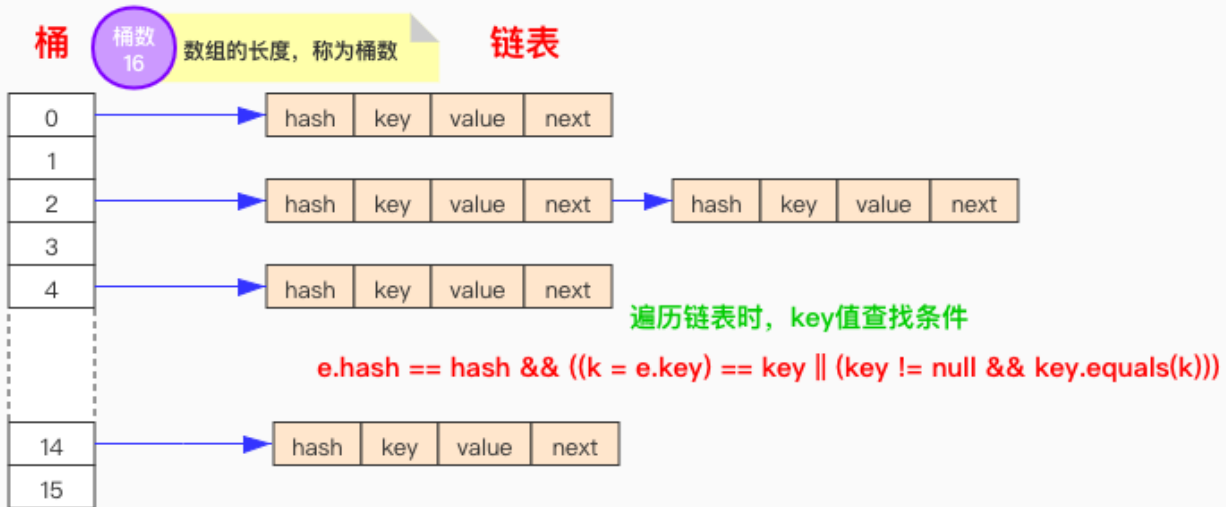 桶
桶数
16
数组的长度，称为桶数
链表
0
hash key value next
1
2
hash key value next
hash key value next
3
4
hash key value next
遍历链表时，key值查找条件
e.hash == hash && ((k = e.key) == key || (key != null && key.equals(k)))
14
hash key value next
15